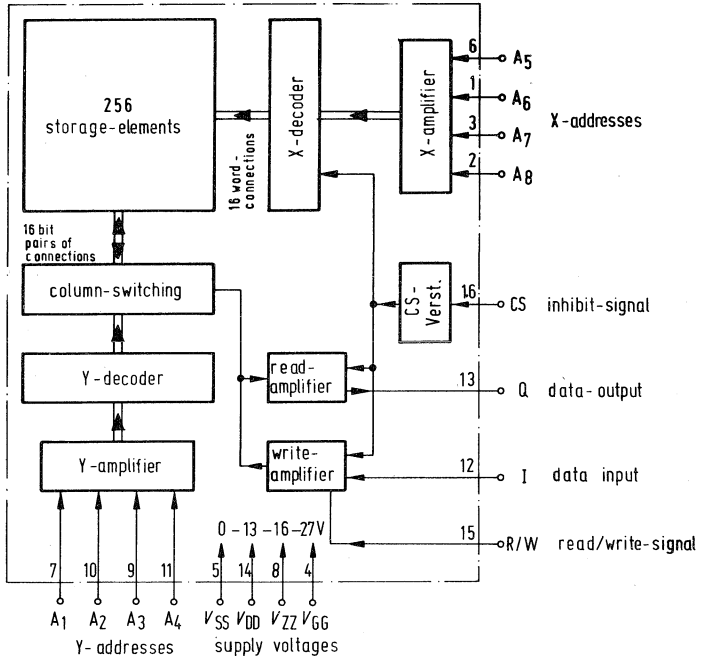 256
storage-elements
X-decoder
X-amplifier
6 A5
1 A6
3 A7
2 A8
X-addresses
16 word-
connections
16 bit
pairs of
connections
column-switching
CS-
Verst.
16 CS inhibit-signal
Y-decoder
read-
amplifier
13 Q data-output
Y-amplifier
write-
amplifier
12 I data input
15 R/W read/write-signal
0 -13 -16 -27V
7 10 9 11 5 14 8 4
A1 A2 A3 A4 VSS VDD VZZ VGG
Y-addresses supply voltages